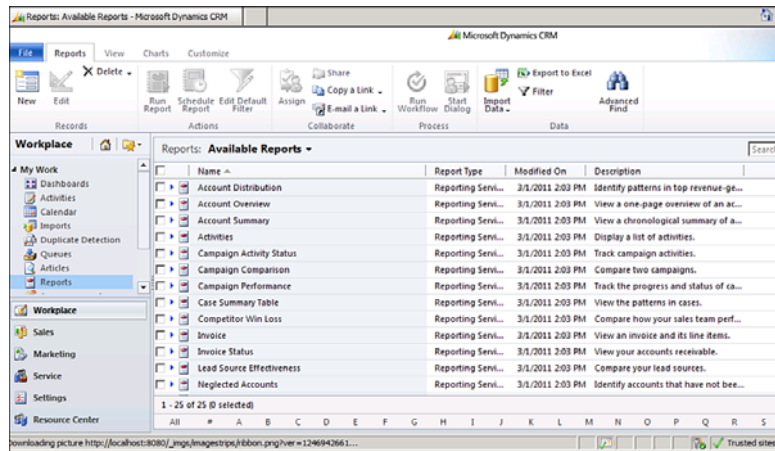 Reports: Available Reports - Microsoft Dynamics CRM
Microsoft Dynamics CRM
File Reports View Charts Customize
New Edit Delete
Run Report Schedule Report Edit Default Filter
Assign Share Copy a Link E-mail a Link
Run Workflow Start Dialog
Import Data Export to Excel Filter Advanced Find
Records Actions Collaborate Process Data
Workplace
Reports: Available Reports
Search
My Work
Dashboards
Activities
Calendar
Imports
Duplicate Detection
Queues
Articles
Reports
Workplace
Sales
Marketing
Service
Settings
Resource Center
Name Report Type Modified On Description
Account Distribution Reporting Servi... 3/1/2011 2:03 PM Identify patterns in top revenue-ge...
Account Overview Reporting Servi... 3/1/2011 2:03 PM View a one-page overview of an ac...
Account Summary Reporting Servi... 3/1/2011 2:03 PM View a chronological summary of a...
Activities Reporting Servi... 3/1/2011 2:03 PM Display a list of activities.
Campaign Activity Status Reporting Servi... 3/1/2011 2:03 PM Track campaign activities.
Campaign Comparison Reporting Servi... 3/1/2011 2:03 PM Compare two campaigns.
Campaign Performance Reporting Servi... 3/1/2011 2:03 PM Track the progress and status of ca...
Case Summary Table Reporting Servi... 3/1/2011 2:03 PM View the patterns in cases.
Competitor Win Loss Reporting Servi... 3/1/2011 2:03 PM Compare how your sales team perf...
Invoice Reporting Servi... 3/1/2011 2:03 PM View an invoice and its line items.
Invoice Status Reporting Servi... 3/1/2011 2:03 PM View your accounts receivable.
Lead Source Effectiveness Reporting Servi... 3/1/2011 2:03 PM Compare your lead sources.
Neglected Accounts Reporting Servi... 3/1/2011 2:03 PM Identify accounts that have not bee...
1 - 25 of 25 (0 selected)
All # A B C D E F G H I J K L M N O P Q R S
Downloading picture http://localhost:8080/_imgs/imagestrips/ribbon.png?ver=1246942661...
Trusted sites